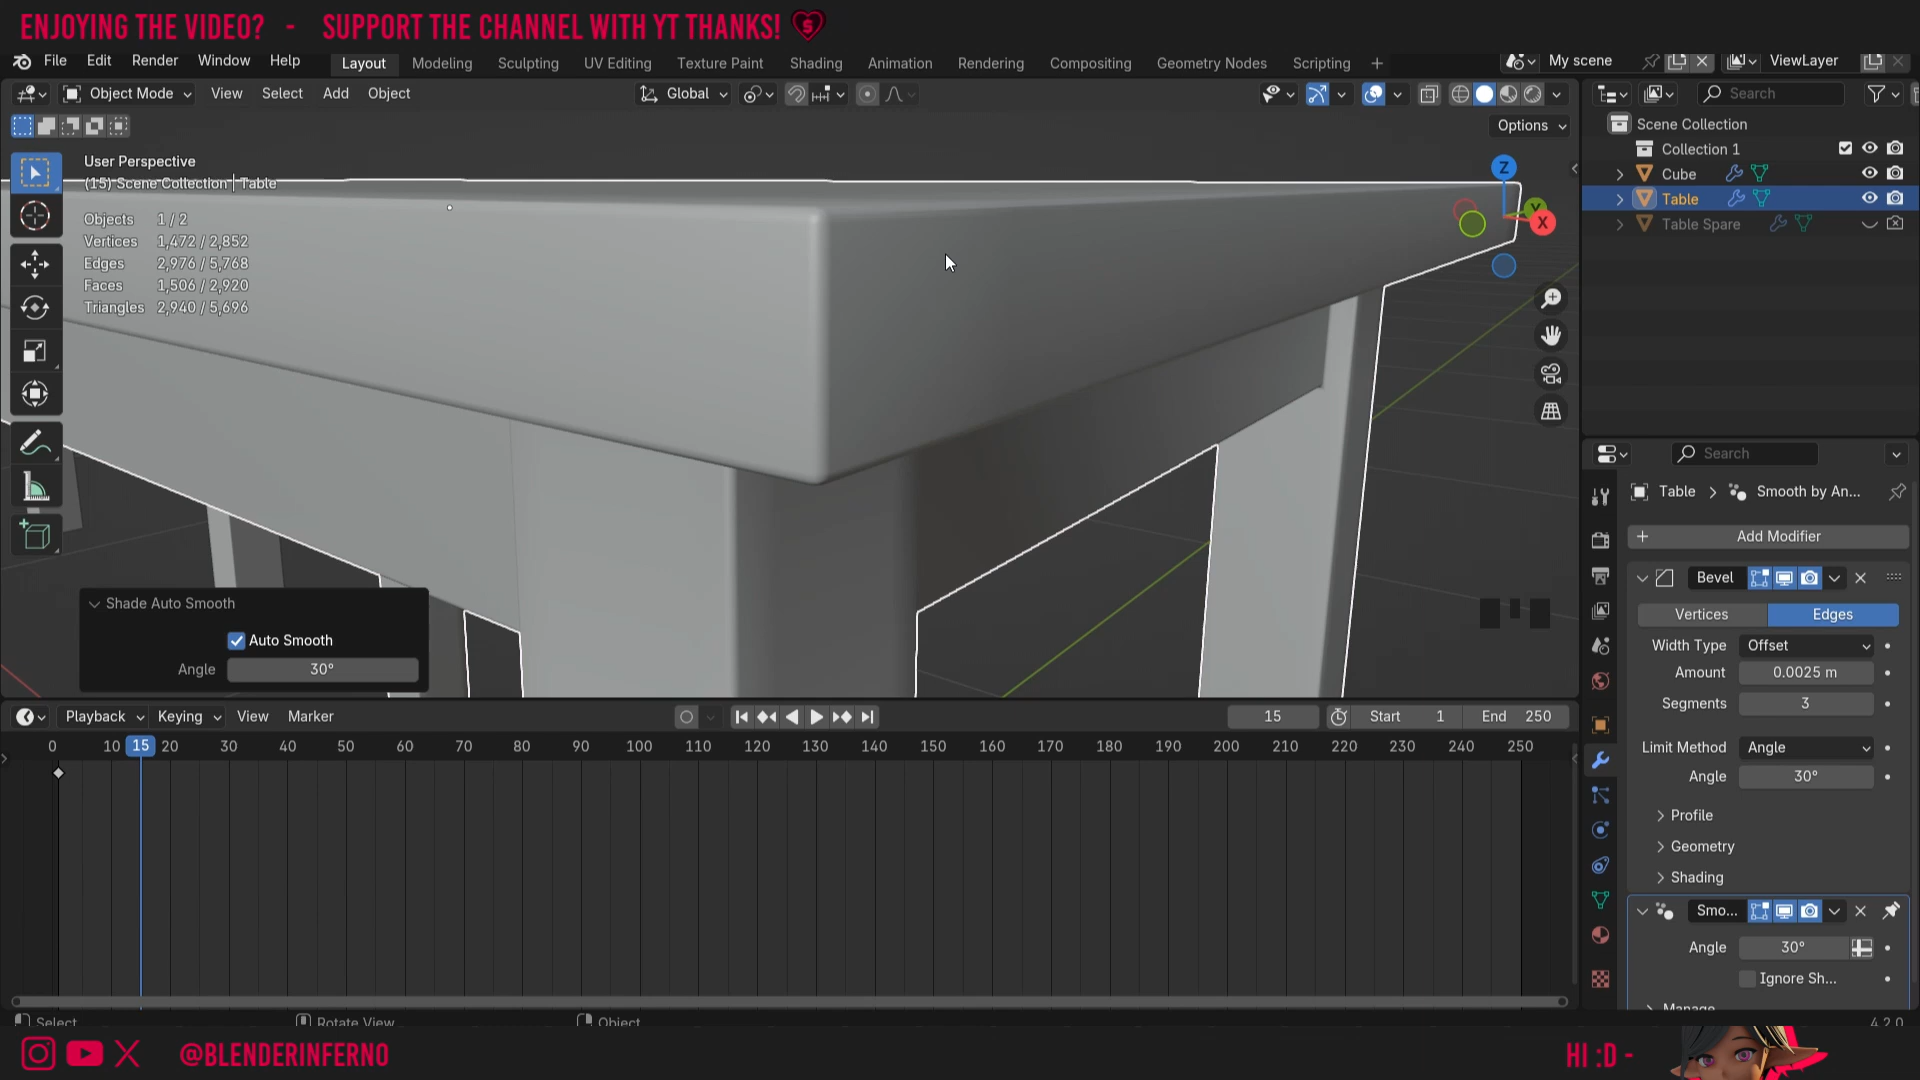 ENJOYING THE VIDEO? - SUPPORT THE CHANNEL WITH YT THANKS!
File Edit Render Window Help Layout Modeling Sculpting UV Editing Texture Paint Shading Animation Rendering Compositing Geometry Nodes Scripting + My scene ViewLayer
Object Mode View Select Add Object Global Search
Options
User Perspective
(15) Scene Collection | Table
Objects 1 / 2
Vertices 1,472 / 2,852
Edges 2,976 / 5,768
Faces 1,506 / 2,920
Triangles 2,940 / 5,696
Z
Y
X
Scene Collection
Collection 1
Cube
Table
Table Spare
Search
Table > Smooth by An...
+ Add Modifier
Bevel
Vertices Edges
Width Type Offset
Amount 0.0025 m
Segments 3
Limit Method Angle
Angle 30°
Profile
Geometry
Shading
Smo...
Angle 30°
Ignore Sh...
Manage
Shade Auto Smooth
Auto Smooth
Angle 30°
Playback Keying View Marker 15 Start 1 End 250
0 10 15 20 30 40 50 60 70 80 90 100 110 120 130 140 150 160 170 180 190 200 210 220 230 240 250
Select Rotate View Object 4.2.0
@BLENDERINFERNO
HI :D -